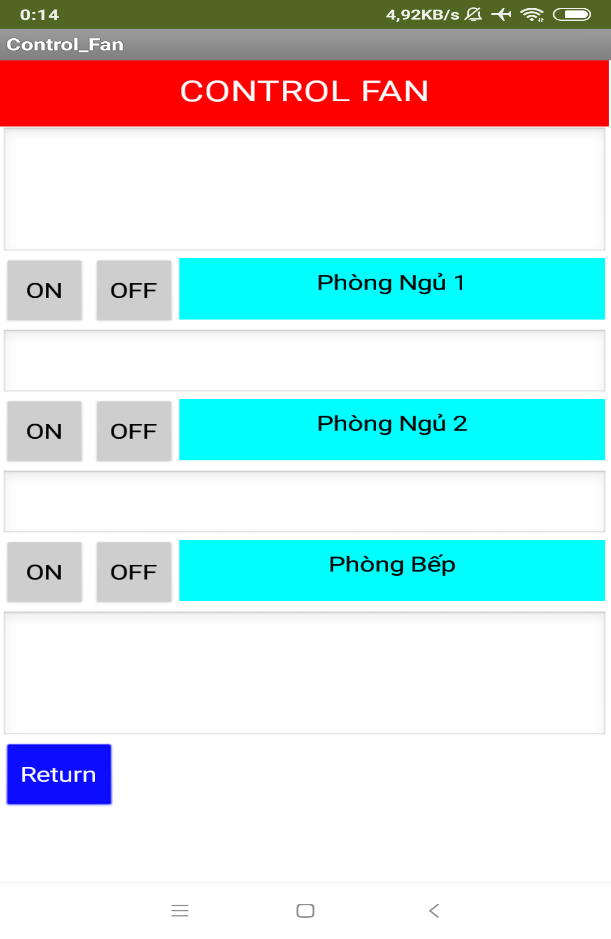 0:14 4,92KB/s
Control_Fan
CONTROL FAN
ON OFF Phòng Ngủ 1
ON OFF Phòng Ngủ 2
ON OFF Phòng Bếp
Return